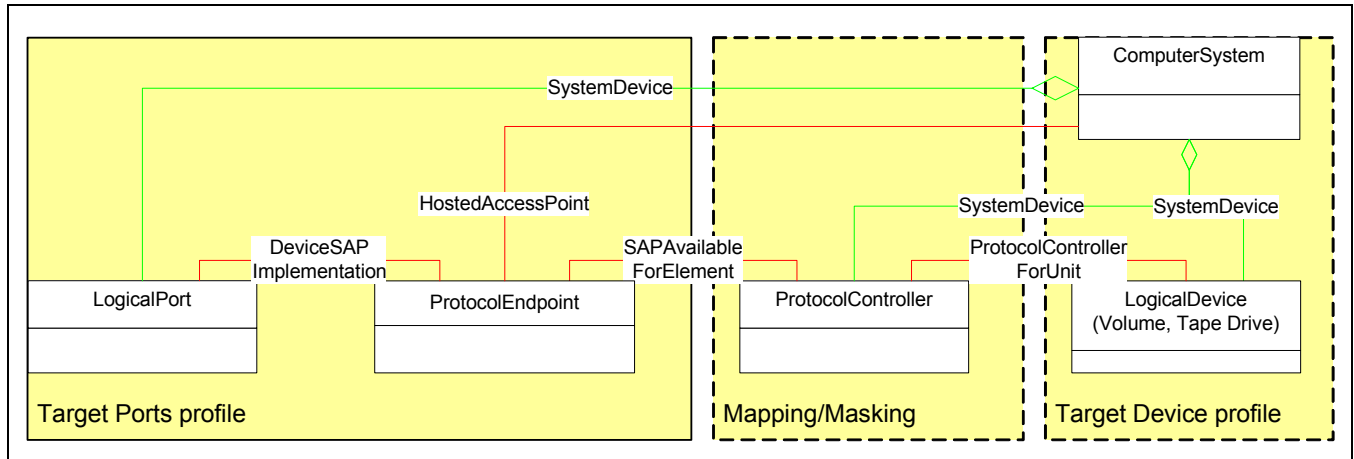 ComputerSystem
SystemDevice
HostedAccessPoint
SystemDevice
SystemDevice
DeviceSAP
Implementation
SAPAvailable
ForElement
ProtocolController
ForUnit
LogicalPort
ProtocolEndpoint
ProtocolController
LogicalDevice
(Volume, Tape Drive)
Target Ports profile
Mapping/Masking
Target Device profile